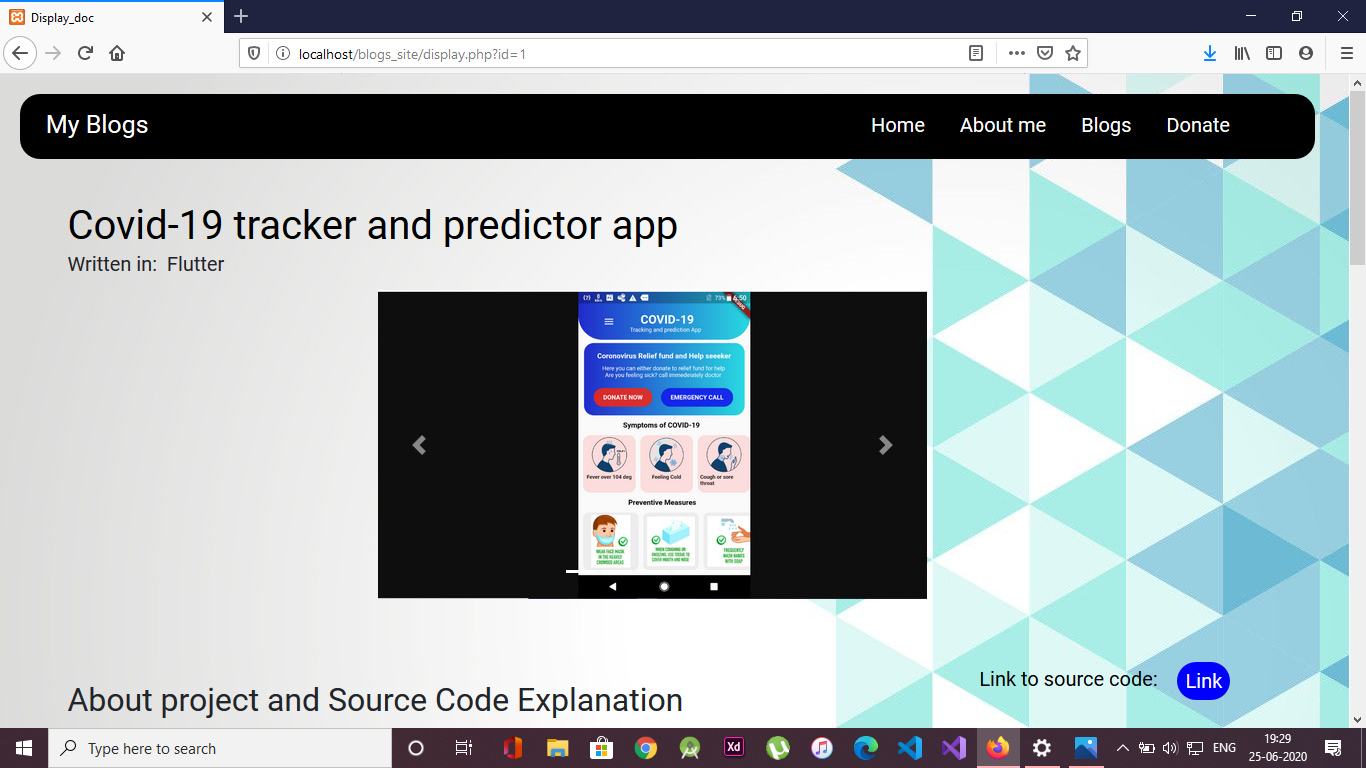 Display_doc
localhost/blogs_site/display.php?id=1
My Blogs
Home About me Blogs Donate
Covid-19 tracker and predictor app
Written in: Flutter
73% 6:50
COVID-19
Tracking and prediction App
Coronovirus Relief fund and Help seeeker
Here you can either donate to relief fund for help
Are you feeling sick? call immedeiately doctor
DONATE NOW EMERGENCY CALL
Symptoms of COVID-19
Fever over 104 deg Feeling Cold Cough or sore
throat
Preventive Measures
WEAR FACE MASK
IN THE HEAVILY
CROWDED AREAS
WHEN COUGHING OR
SNEEZING, USE TISSUE TO
COVER MOUTH AND NOSE
FREQUENTLY
WASH HANDS
WITH SOAP
Link to source code: Link
About project and Source Code Explanation
Type here to search
Xd
ENG
19:29
25-06-2020